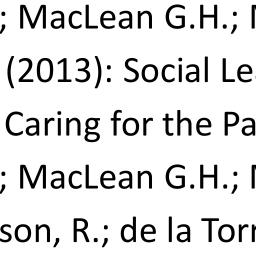 ; MacLean G.H.;
(2013): Social Le
Caring for the Pa
; MacLean G.H.;
son, R.; de la Torr